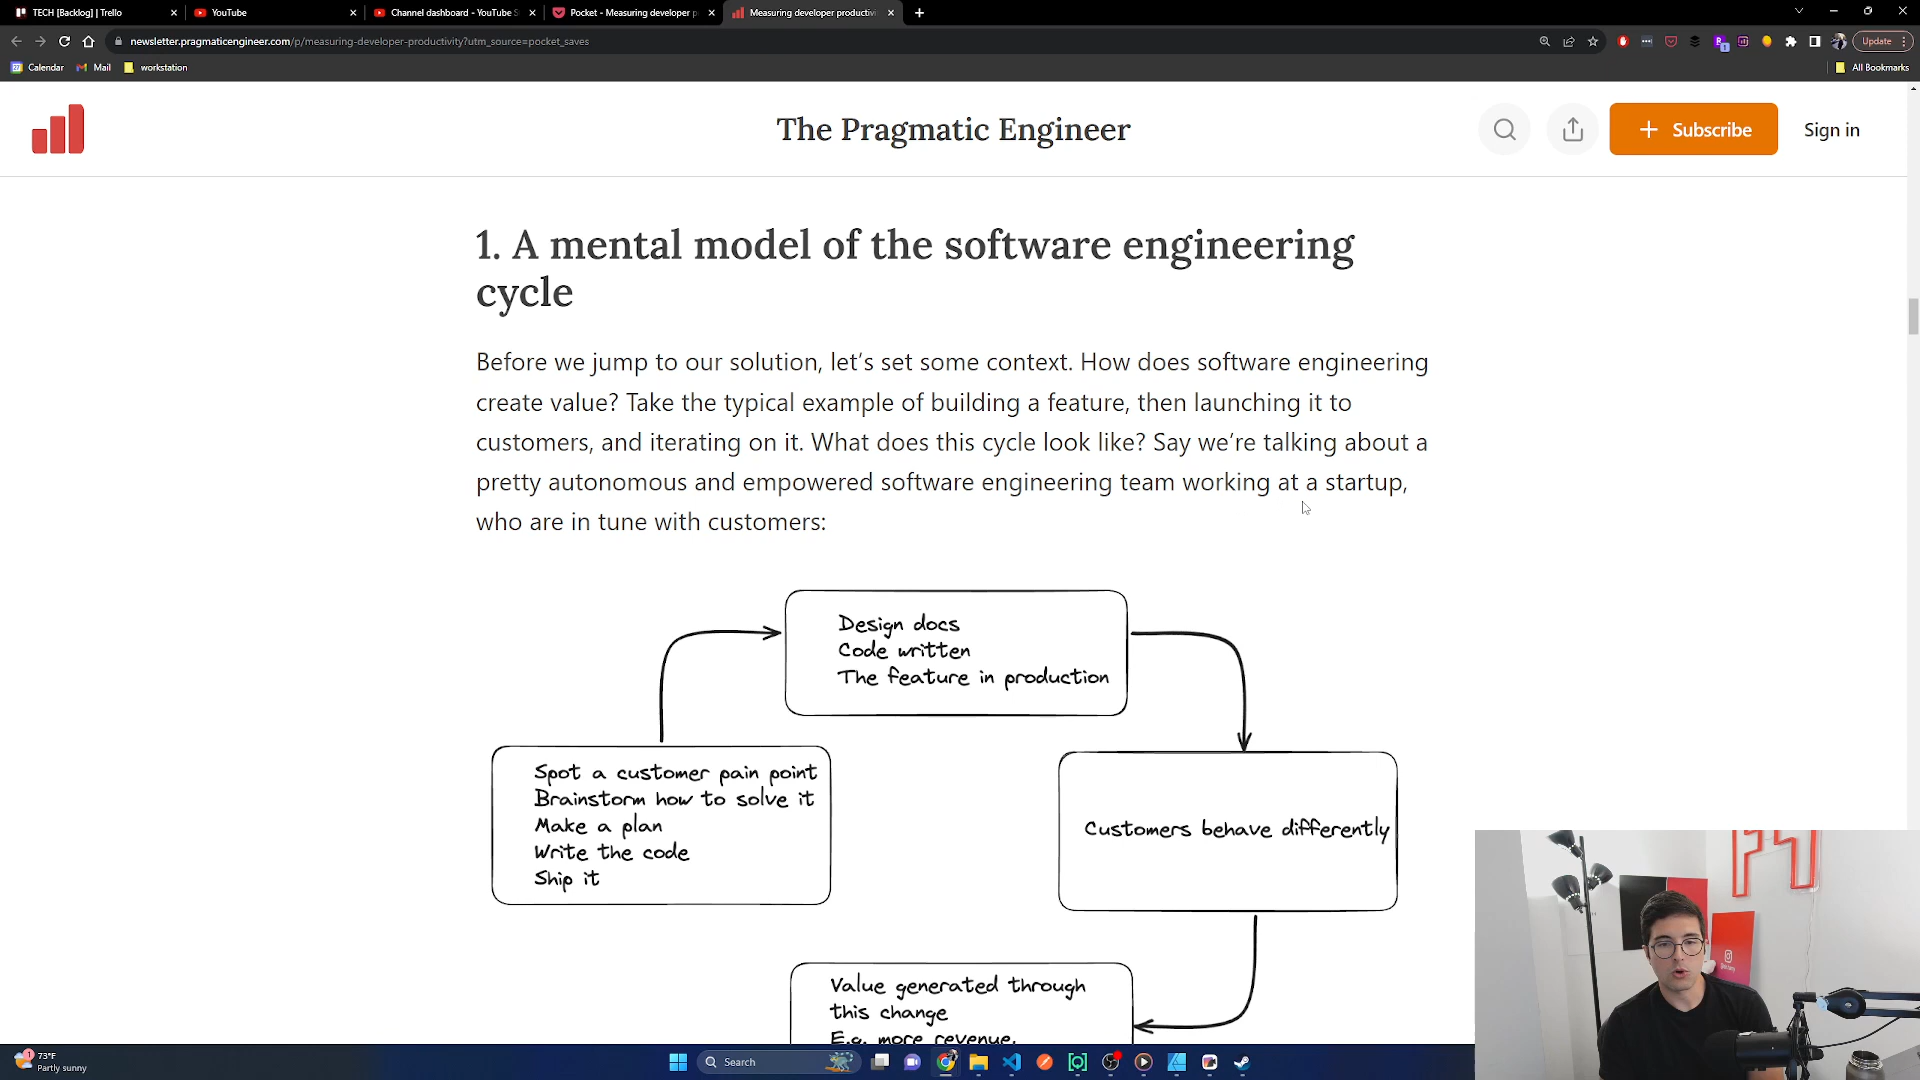 TECH [Backlog] | Trello
YouTube
Channel dashboard - YouTube S
Pocket - Measuring developer p
Measuring developer productivi
newsletter.pragmaticengineer.com/p/measuring-developer-productivity?utm_source=pocket_saves
Update
Calendar
Mail
workstation
All Bookmarks
The Pragmatic Engineer
Subscribe
Sign in
1. A mental model of the software engineering
cycle
Before we jump to our solution, let's set some context. How does software engineering
create value? Take the typical example of building a feature, then launching it to
customers, and iterating on it. What does this cycle look like? Say we're talking about a
pretty autonomous and empowered software engineering team working at a startup,
who are in tune with customers:
Design docs
Code written
The feature in production
Spot a customer pain point
Brainstorm how to solve it
Make a plan
Write the code
Ship it
Customers behave differently
Value generated through
this change
E.g. more revenue,
73°F
Partly sunny
Search